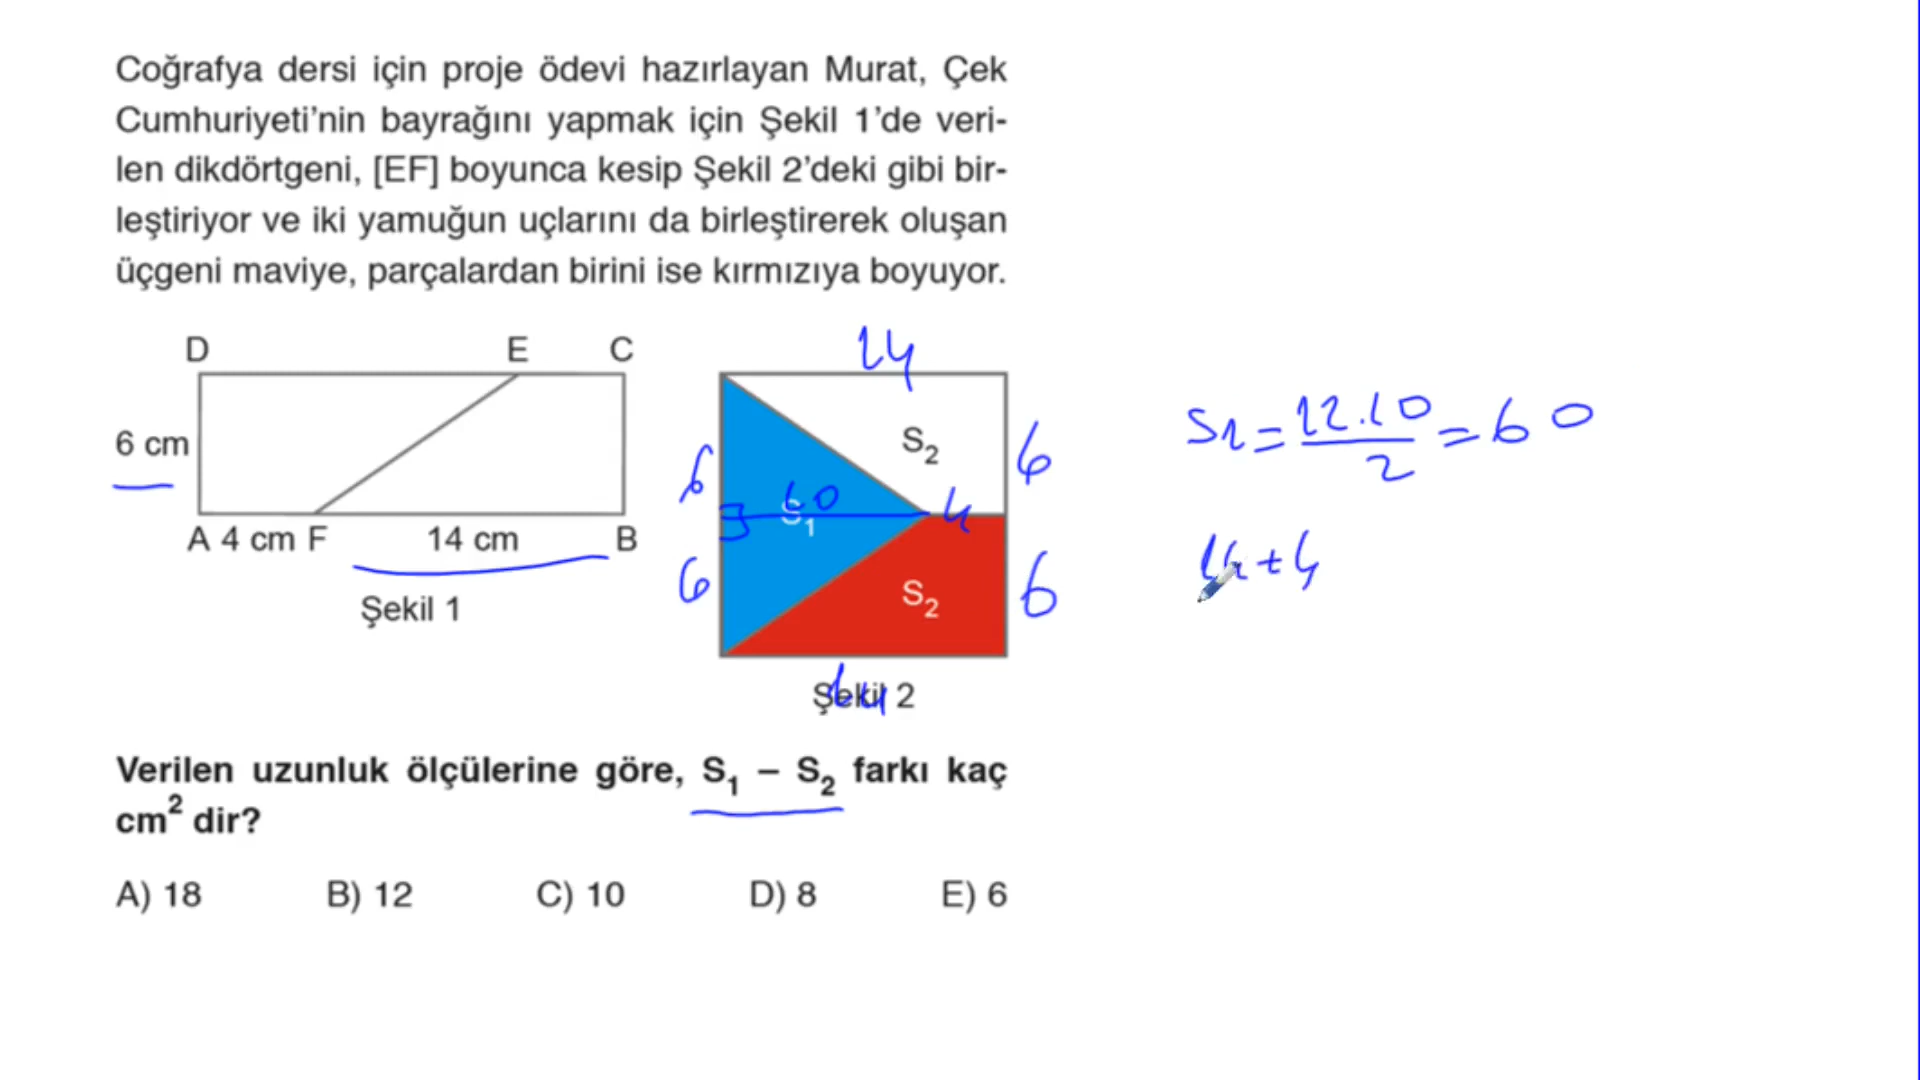 Coğrafya dersi için proje ödevi hazırlayan Murat, Çek
Cumhuriyeti’nin bayrağını yapmak için Şekil 1’de veri-
len dikdörtgeni, [EF] boyunca kesip Şekil 2’deki gibi bir-
leştiriyor ve iki yamuğun uçlarını da birleştirerek oluşan
üçgeni maviye, parçalardan birini ise kırmızıya boyuyor.
D E C
6 cm
A 4 cm F 14 cm B
Şekil 1
14
S2
6
6
10
S1
4
6
S2
6
14
Şekil 2
S1 = 12.10 / 2 = 60
14+4
Verilen uzunluk ölçülerine göre, S1 – S2 farkı kaç
cm² dir?
A) 18 B) 12 C) 10 D) 8 E) 6